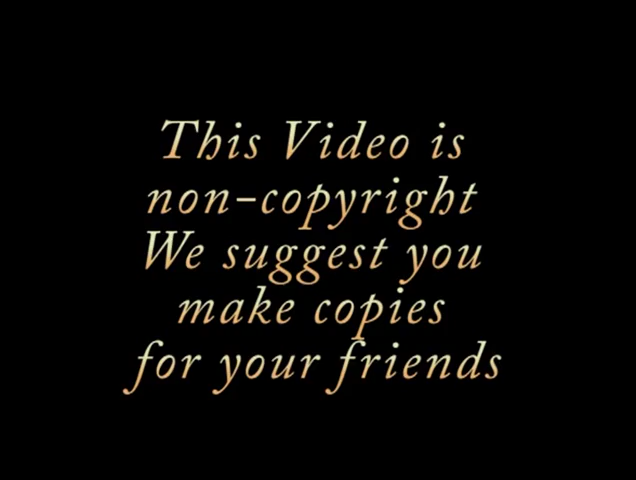 This Video is
non-copyright
We suggest you
make copies
for your friends